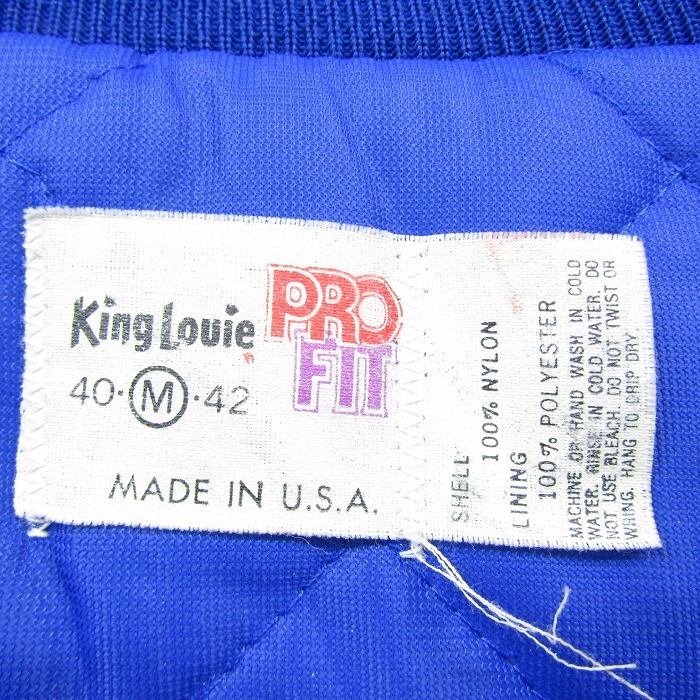 King Louie PRO FIT
40·M·42
MADE IN U.S.A.
SHELL
100% NYLON
LINING
100% POLYESTER
MACHINE OR HAND WASH IN COLD
WATER. RINSE IN COLD WATER. DO
NOT USE BLEACH. DO NOT TWIST OR
WRING. HANG TO DRIP DRY.